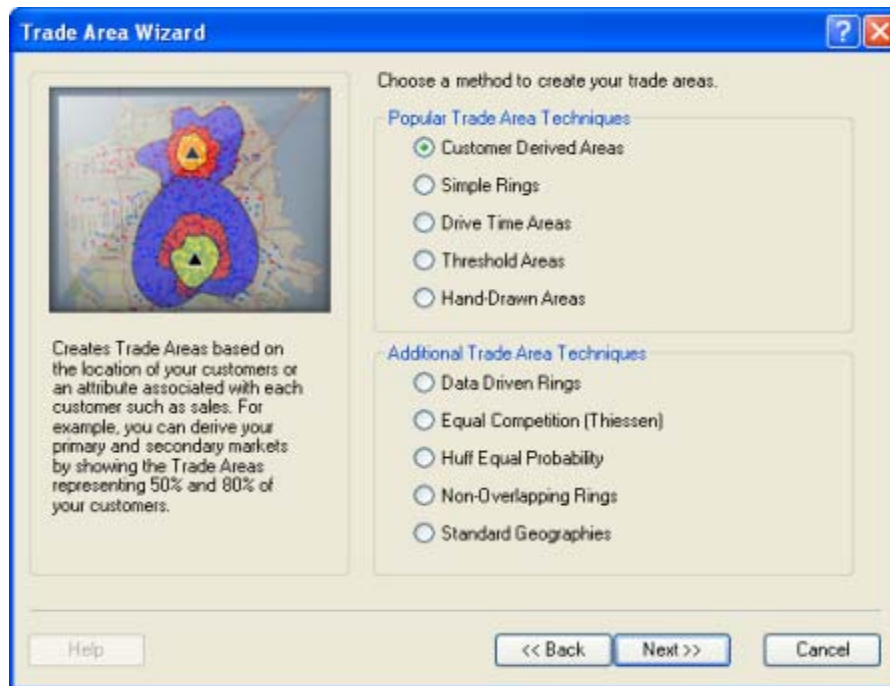 Trade Area Wizard
Choose a method to create your trade areas.
Popular Trade Area Techniques
Customer Derived Areas
Simple Rings
Drive Time Areas
Threshold Areas
Hand-Drawn Areas
Creates Trade Areas based on
the location of your customers or
an attribute associated with each
customer such as sales. For
example, you can derive your
primary and secondary markets
by showing the Trade Areas
representing 50% and 80% of
your customers.
Additional Trade Area Techniques
Data Driven Rings
Equal Competition (Thiessen)
Huff Equal Probability
Non-Overlapping Rings
Standard Geographies
Help
<< Back
Next >>
Cancel